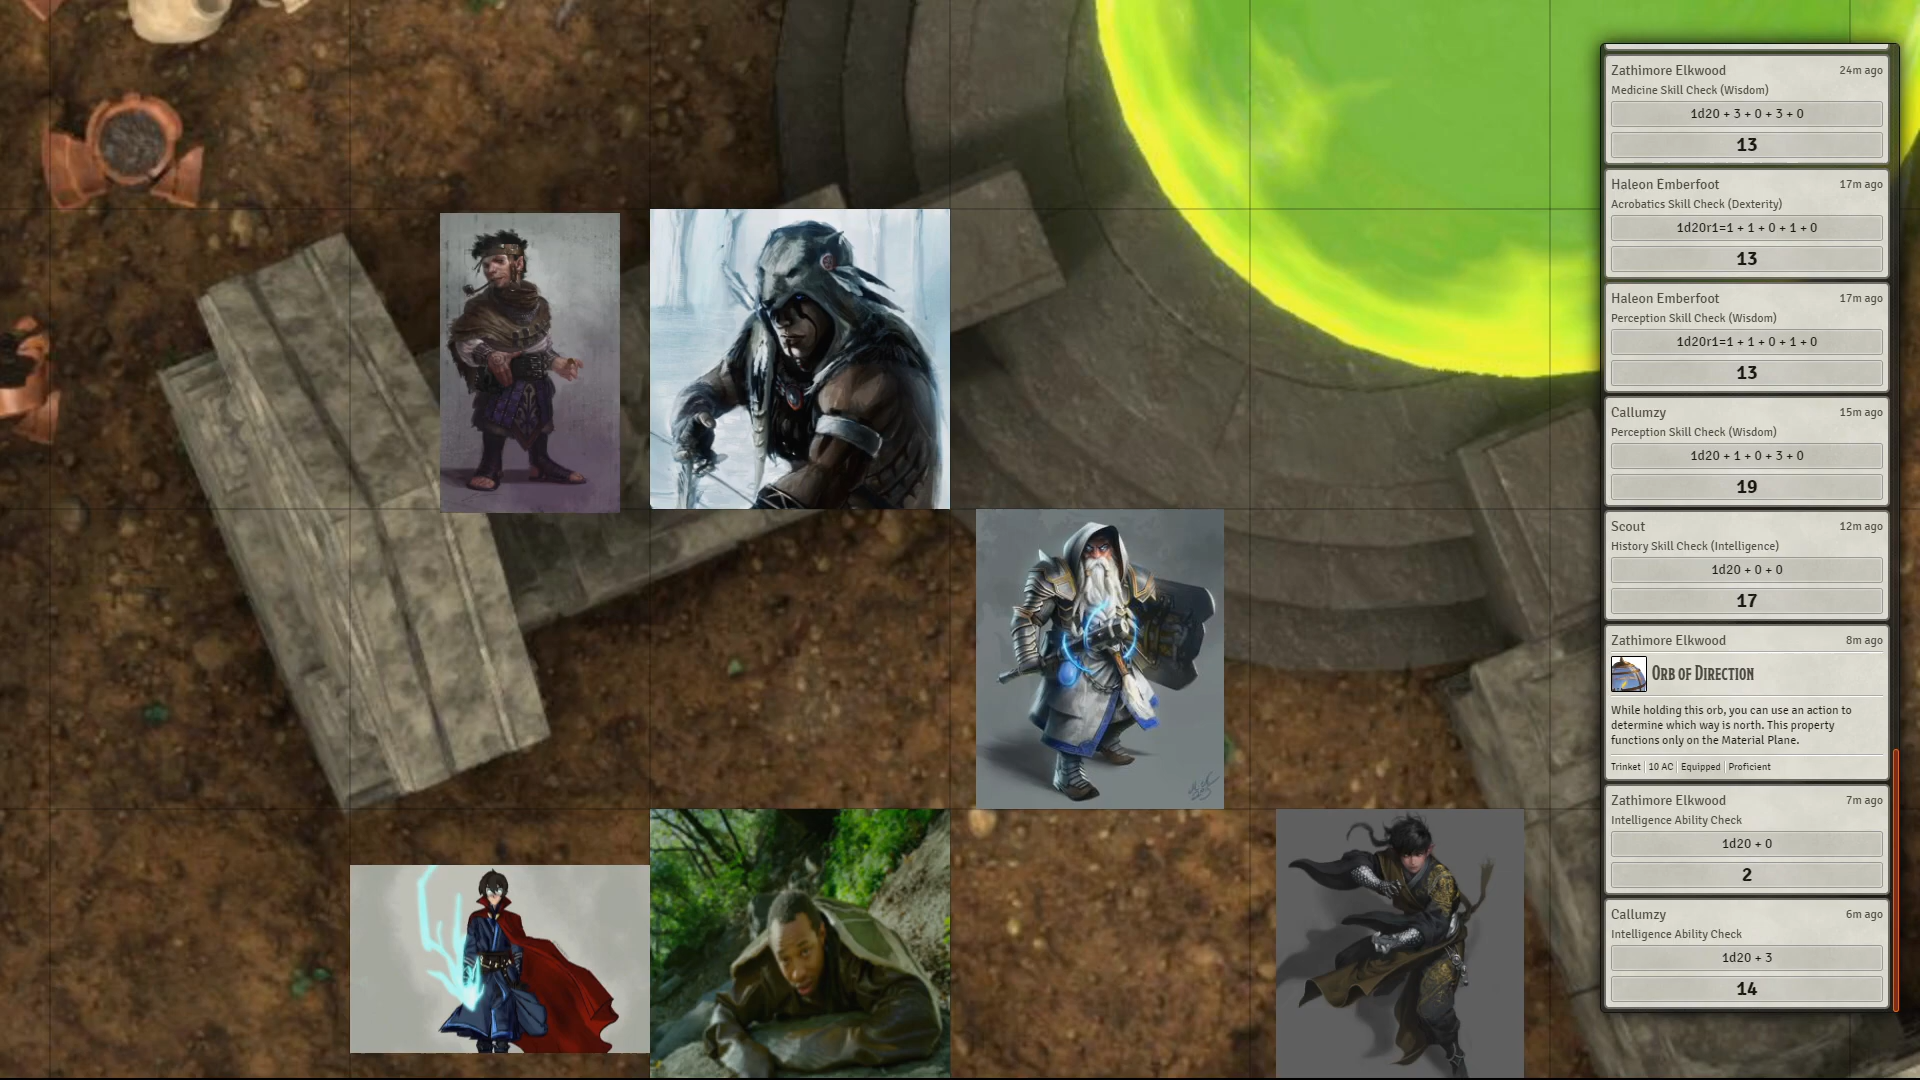 Zathimore Elkwood 24m ago
Medicine Skill Check (Wisdom)
1d20 + 3 + 0 + 3 + 0
13
Haleon Emberfoot 17m ago
Acrobatics Skill Check (Dexterity)
1d20r1=1 + 1 + 0 + 1 + 0
13
Haleon Emberfoot 17m ago
Perception Skill Check (Wisdom)
1d20r1=1 + 1 + 0 + 1 + 0
13
Callumzy 15m ago
Perception Skill Check (Wisdom)
1d20 + 1 + 0 + 3 + 0
19
Scout 12m ago
History Skill Check (Intelligence)
1d20 + 0 + 0
17
Zathimore Elkwood 8m ago
Orb of Direction
While holding this orb, you can use an action to
determine which way is north. This property
functions only on the Material Plane.
Trinket 10 AC Equipped Proficient
Zathimore Elkwood 7m ago
Intelligence Ability Check
1d20 + 0
2
Callumzy 6m ago
Intelligence Ability Check
1d20 + 3
14